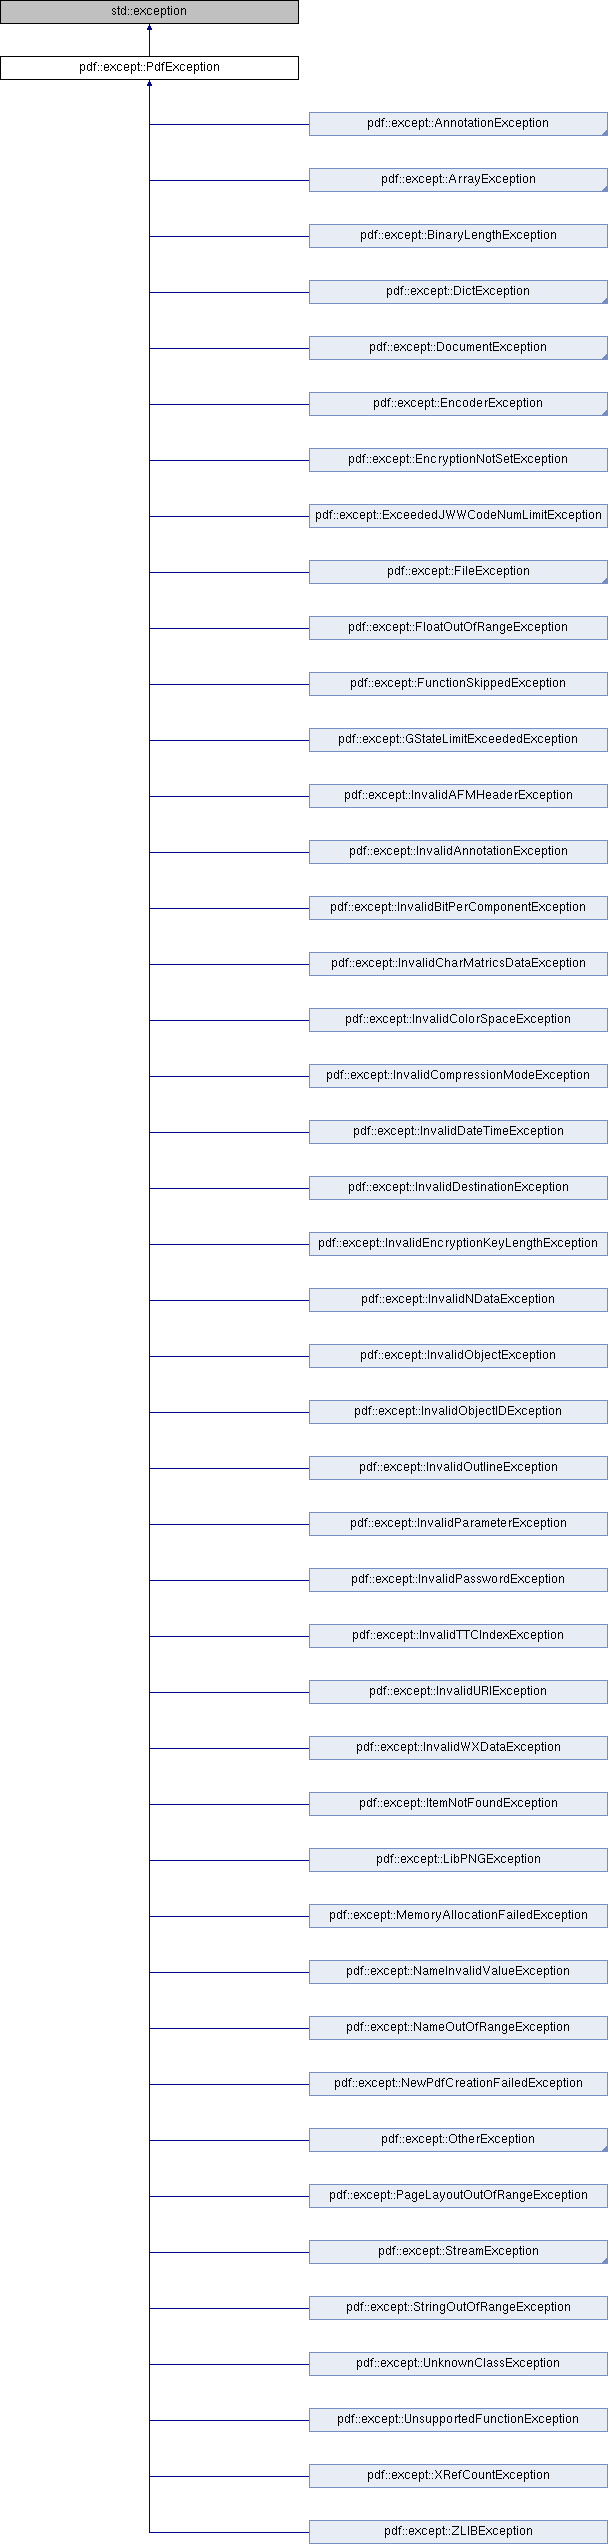 std::exception
pdf::except::PdfException
pdf::except::AnnotationException
pdf::except::ArrayException
pdf::except::BinaryLengthException
pdf::except::DictException
pdf::except::DocumentException
pdf::except::EncoderException
pdf::except::EncryptionNotSetException
pdf::except::ExceededJWWCodeNumLimitException
pdf::except::FileException
pdf::except::FloatOutOfRangeException
pdf::except::FunctionSkippedException
pdf::except::GStateLimitExceededException
pdf::except::InvalidAFMHeaderException
pdf::except::InvalidAnnotationException
pdf::except::InvalidBitPerComponentException
pdf::except::InvalidCharMatricsDataException
pdf::except::InvalidColorSpaceException
pdf::except::InvalidCompressionModeException
pdf::except::InvalidDateTimeException
pdf::except::InvalidDestinationException
pdf::except::InvalidEncryptionKeyLengthException
pdf::except::InvalidNDataException
pdf::except::InvalidObjectException
pdf::except::InvalidObjectIDException
pdf::except::InvalidOutlineException
pdf::except::InvalidParameterException
pdf::except::InvalidPasswordException
pdf::except::InvalidTTCIndexException
pdf::except::InvalidURIException
pdf::except::InvalidWXDataException
pdf::except::ItemNotFoundException
pdf::except::LibPNGException
pdf::except::MemoryAllocationFailedException
pdf::except::NameInvalidValueException
pdf::except::NameOutOfRangeException
pdf::except::NewPdfCreationFailedException
pdf::except::OtherException
pdf::except::PageLayoutOutOfRangeException
pdf::except::StreamException
pdf::except::StringOutOfRangeException
pdf::except::UnknownClassException
pdf::except::UnsupportedFunctionException
pdf::except::XRefCountException
pdf::except::ZLIBException